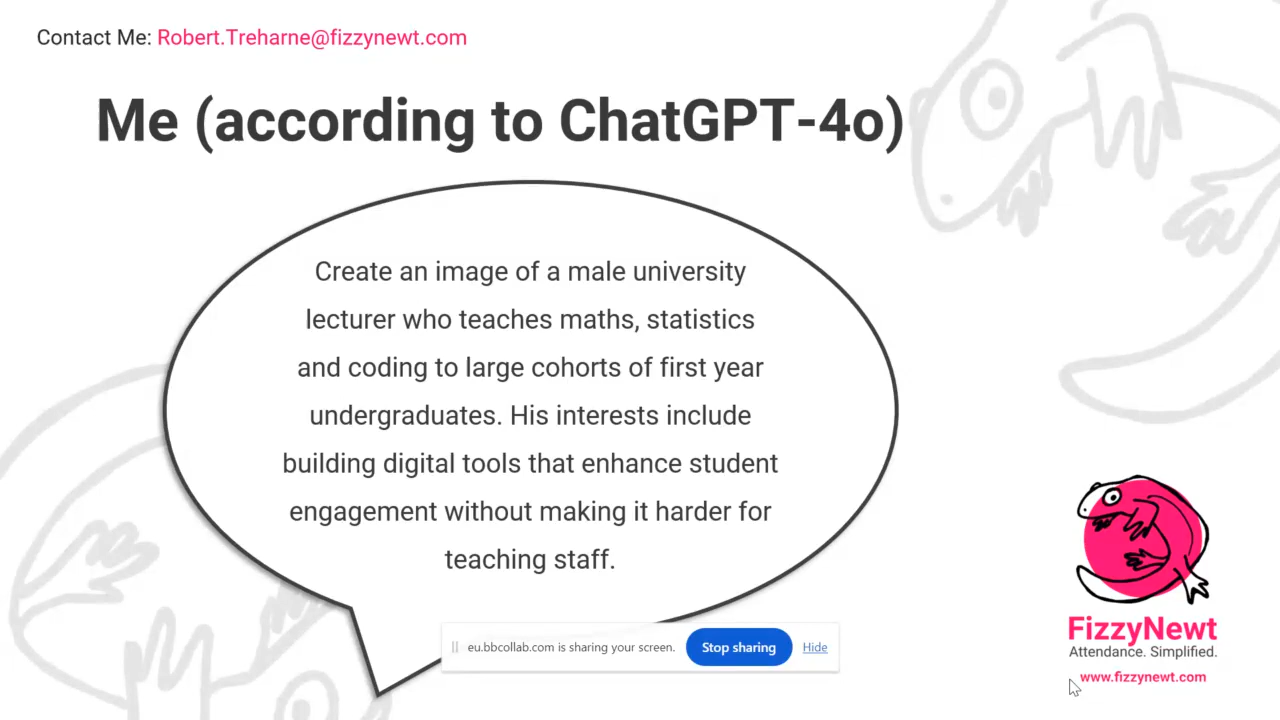 Contact Me: Robert.Treharne@fizzynewt.com
Me (according to ChatGPT-4o)
Create an image of a male university
lecturer who teaches maths, statistics
and coding to large cohorts of first year
undergraduates. His interests include
building digital tools that enhance student
engagement without making it harder for
teaching staff.
eu.bbcollab.com is sharing your screen.
Stop sharing
Hide
FizzyNewt
Attendance. Simplified.
www.fizzynewt.com